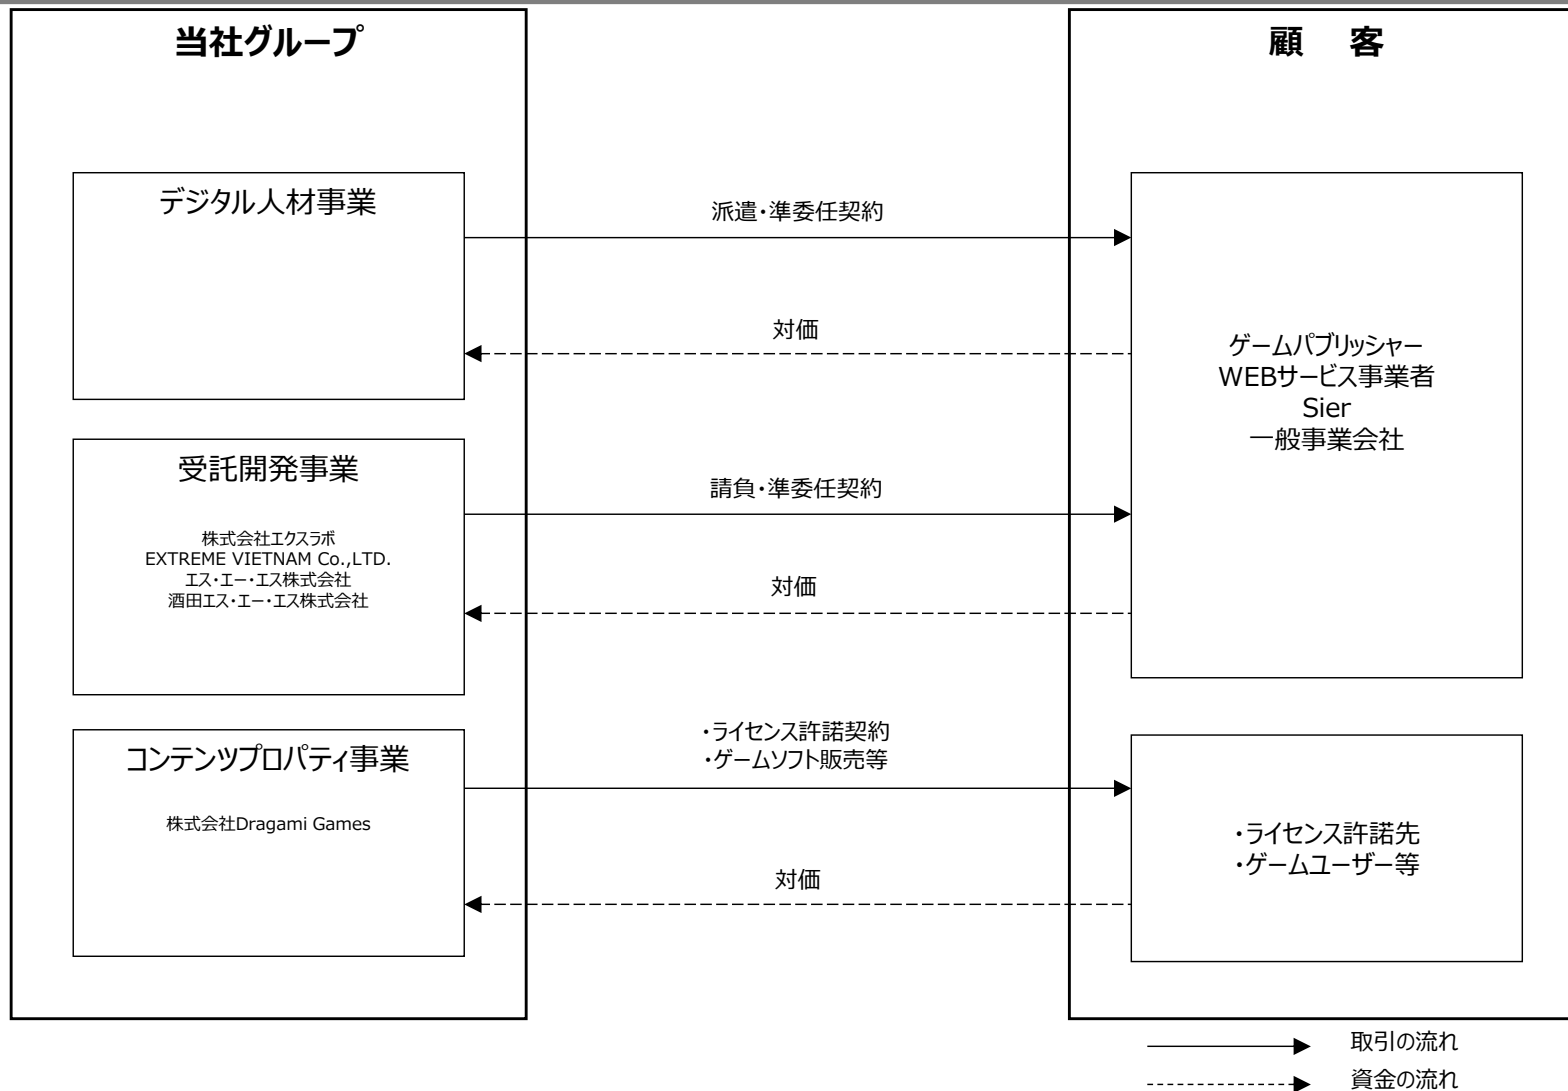 当社グループ
顧　客
デジタル人材事業
派遣・準委任契約
対価
受託開発事業
株式会社エクスラボ
EXTREME VIETNAM Co.,LTD.
エス・エー・エス株式会社
酒田エス・エー・エス株式会社
請負・準委任契約
対価
ゲームパブリッシャー
WEBサービス事業者
Sier
一般事業会社
コンテンツプロパティ事業
株式会社Dragami Games
・ライセンス許諾契約
・ゲームソフト販売等
対価
・ライセンス許諾先
・ゲームユーザー等
取引の流れ
資金の流れ